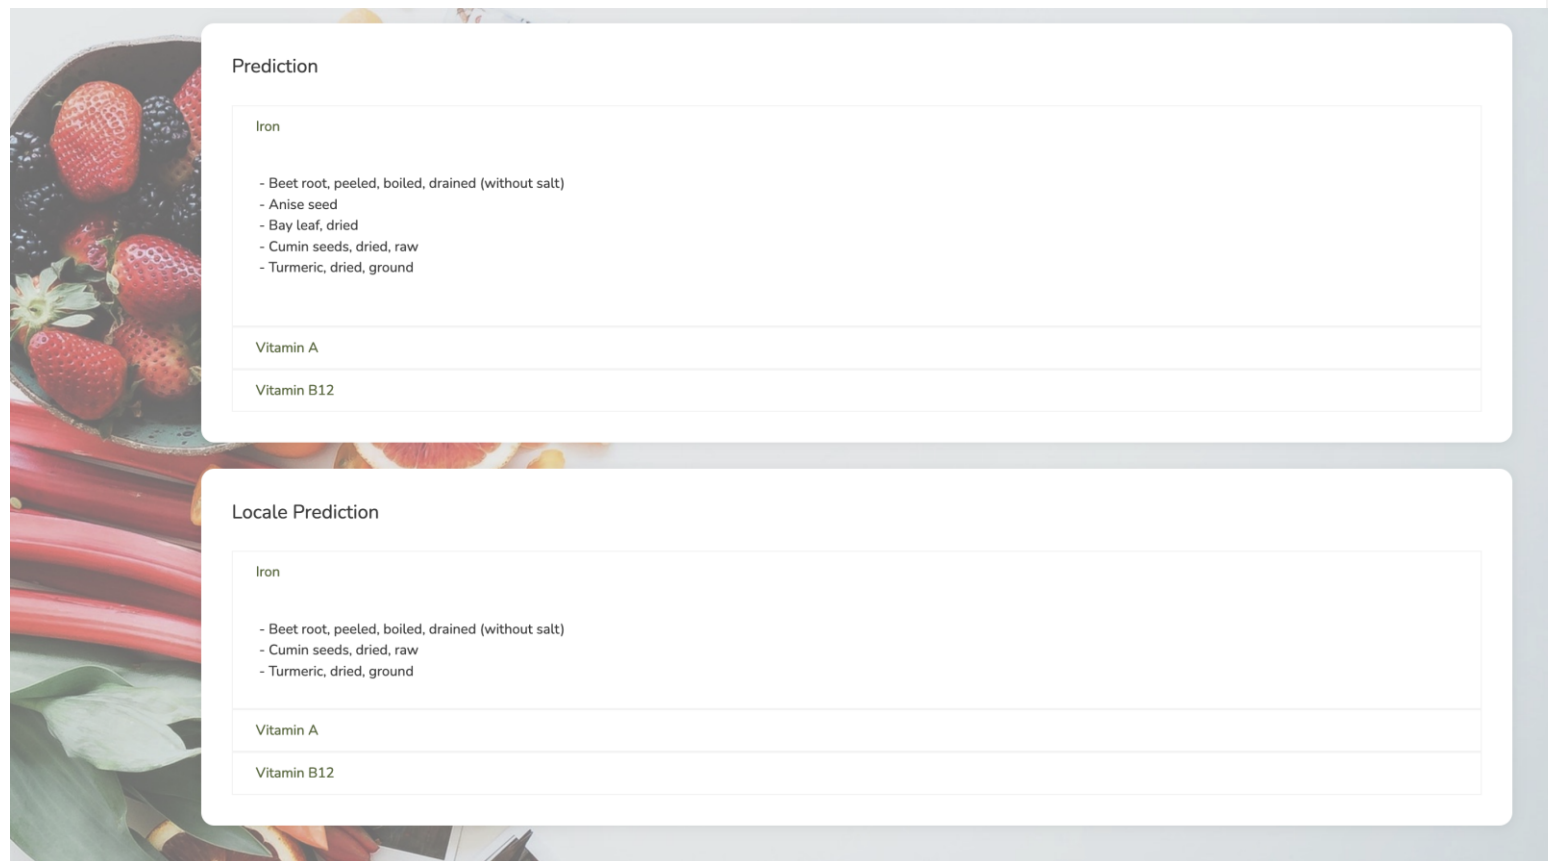 Prediction
Iron
- Beet root, peeled, boiled, drained (without salt)
- Anise seed
- Bay leaf, dried
- Cumin seeds, dried, raw
- Turmeric, dried, ground
Vitamin A
Vitamin B12
Locale Prediction
Iron
- Beet root, peeled, boiled, drained (without salt)
- Cumin seeds, dried, raw
- Turmeric, dried, ground
Vitamin A
Vitamin B12